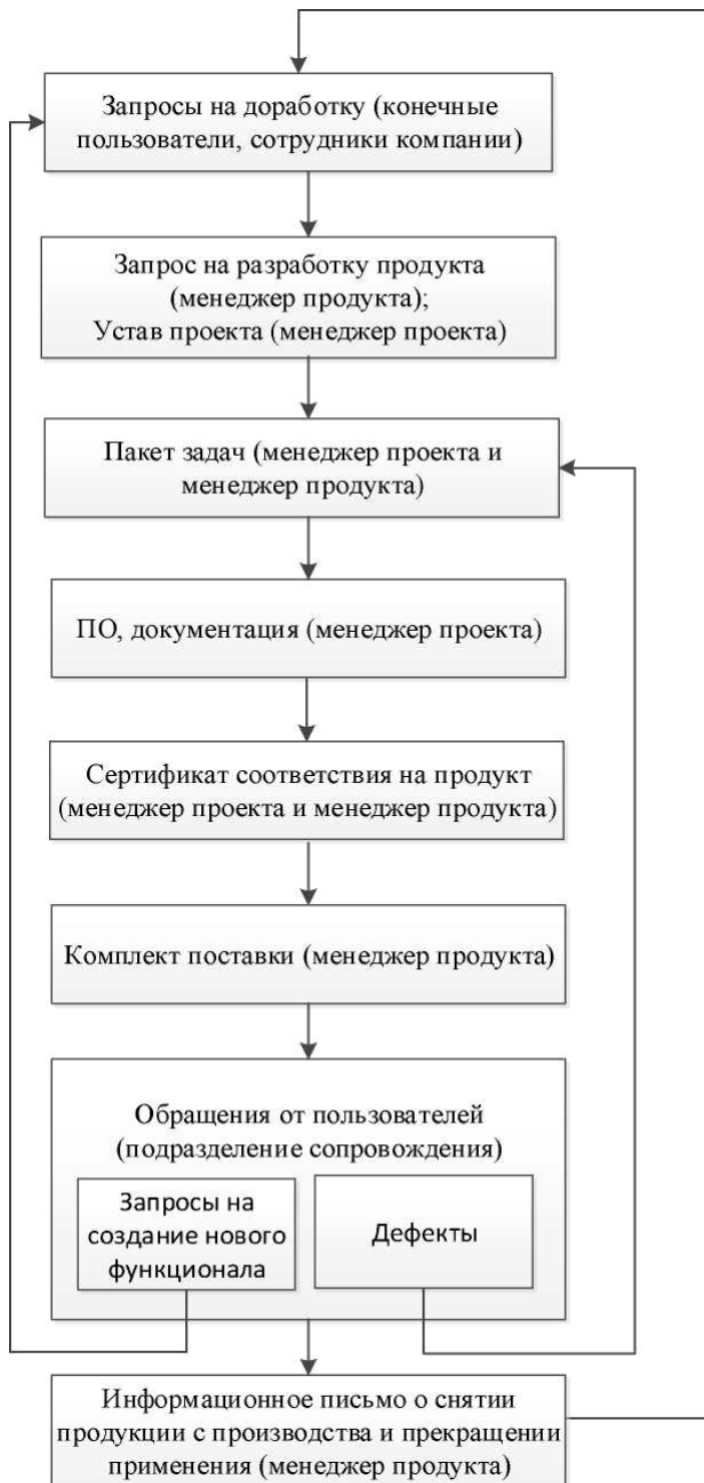 Запросы на доработку (конечные
пользователи, сотрудники компании)
Запрос на разработку продукта
(менеджер продукта);
Устав проекта (менеджер проекта)
Пакет задач (менеджер проекта и
менеджер продукта)
ПО, документация (менеджер проекта)
Сертификат соответствия на продукт
(менеджер проекта и менеджер продукта)
Комплект поставки (менеджер продукта)
Обращения от пользователей
(подразделение сопровождения)
Запросы на
создание нового
функционала
Дефекты
Информационное письмо о снятии
продукции с производства и прекращении
применения (менеджер продукта)